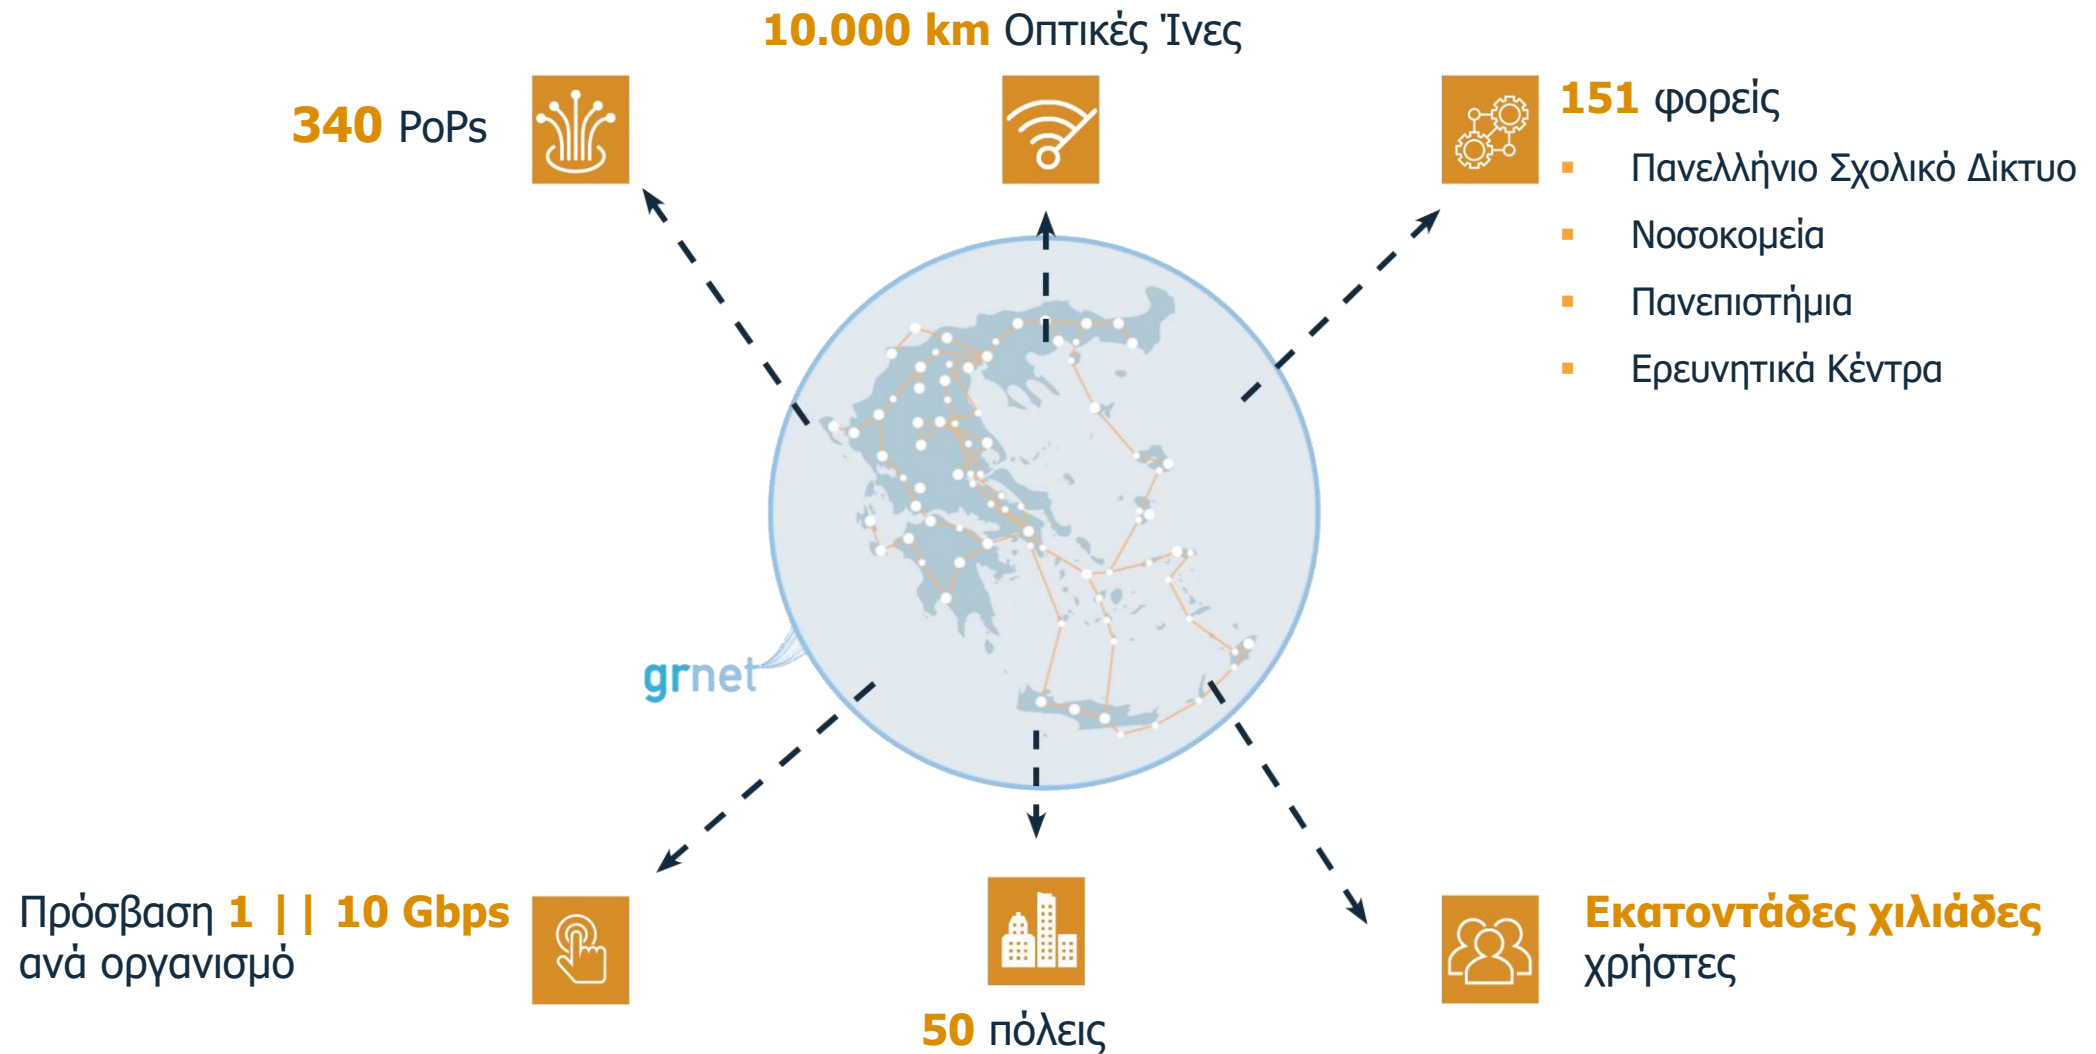 10.000 km Οπτικές Ίνες
340 PoPs
151 φορείς
▪ Πανελλήνιο Σχολικό Δίκτυο
▪ Νοσοκομεία
▪ Πανεπιστήμια
▪ Ερευνητικά Κέντρα
grnet
Πρόσβαση 1 || 10 Gbps
ανά οργανισμό
50 πόλεις
Εκατοντάδες χιλιάδες
χρήστες